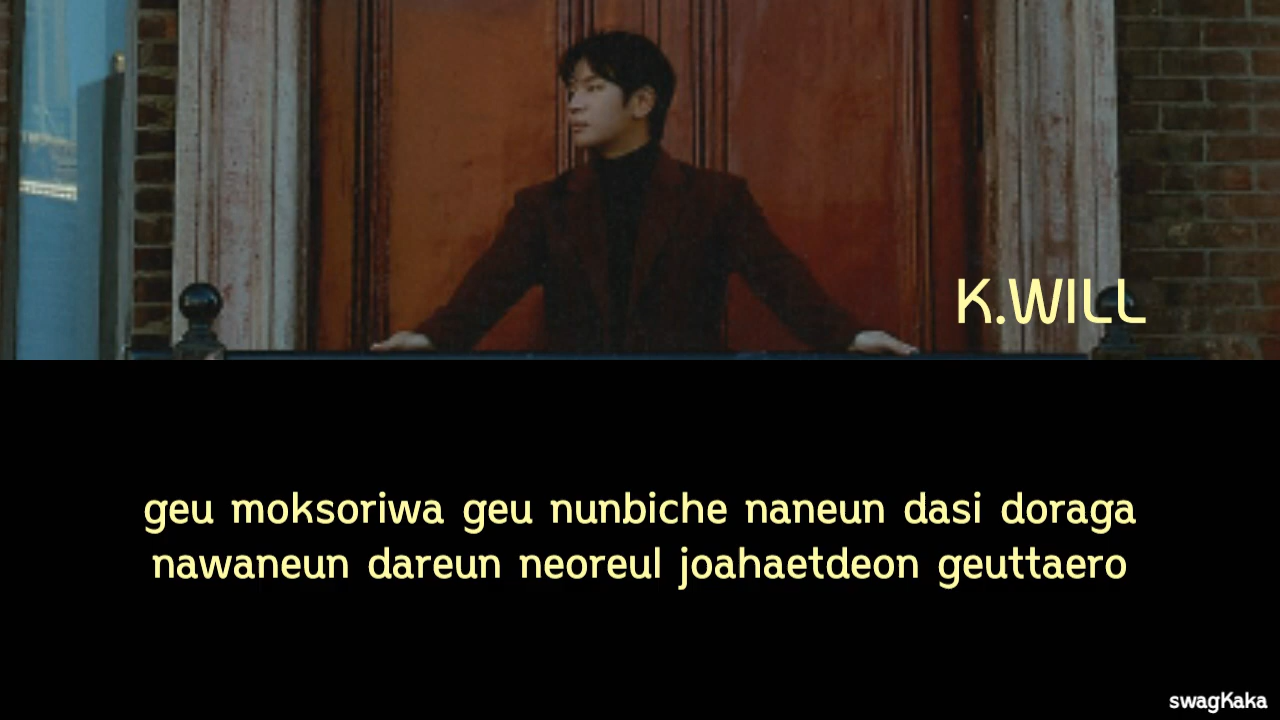 K.WILL
geu moksoriwa geu nunbiche naneun dasi doraga
nawaneun dareun neoreul joahaetdeon geuttaero
swagKaka